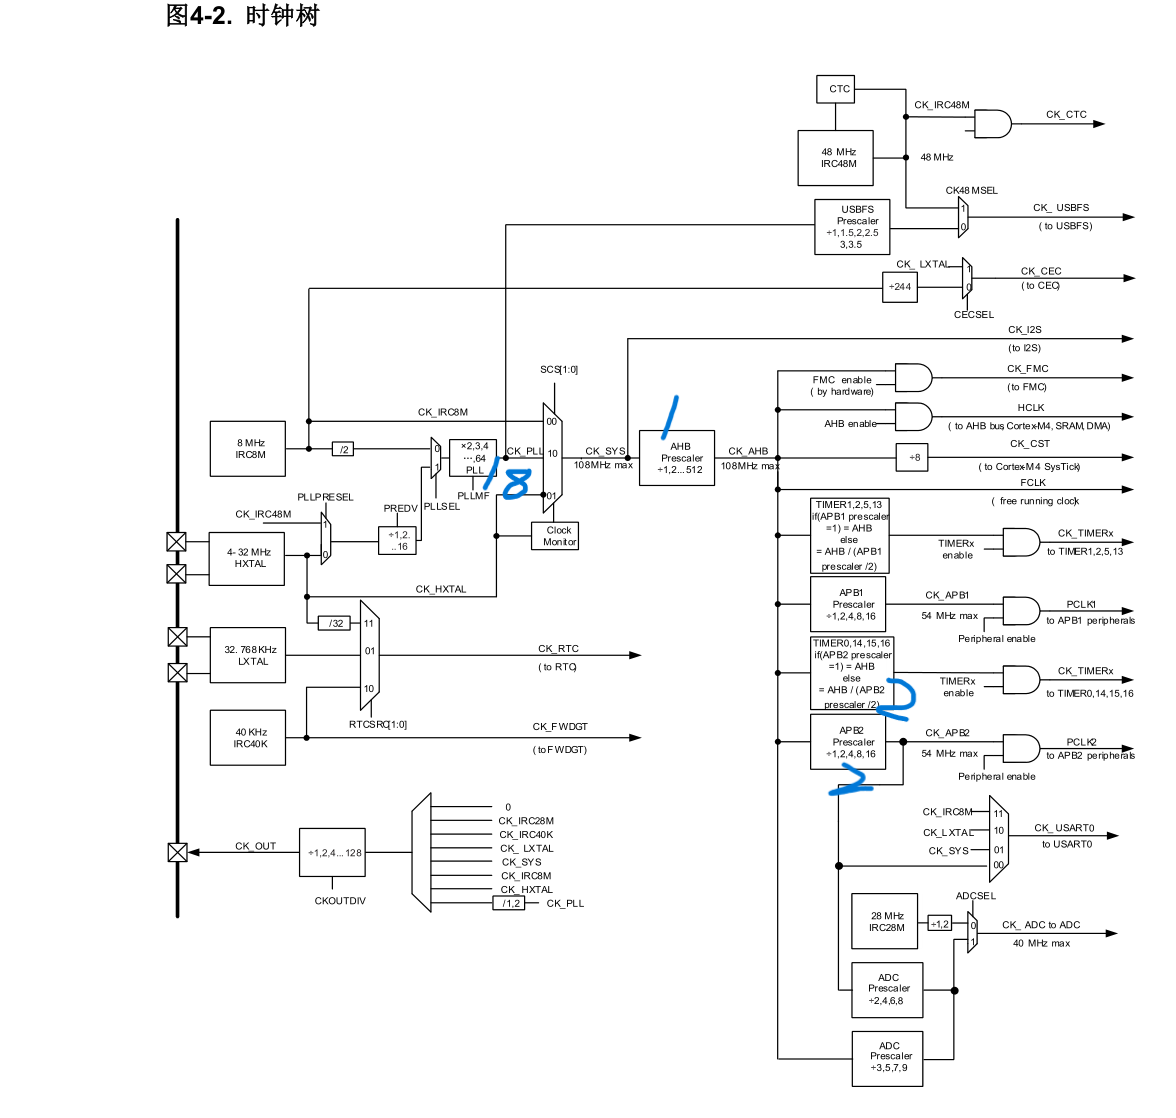 图4-2. 时钟树
CTC
CK_IRC48M
CK_CTC
48 MHz
IRC48M
48 MHz
CK48MSEL
1
0
USBFS
Prescaler
÷1,1.5,2,2.5
3,3.5
CK_ USBFS
( to USBFS)
CK_ LXTAL
1
0
÷244
CK_CEC
( to CEC)
CECSEL
CK_I2S
(to I2S)
SCS[1:0]
FMC enable
( by hardware)
CK_FMC
(to FMC)
CK_IRC8M
00
AHB enable
HCLK
( to AHB bus,Cortex-M4, SRAM, DMA)
8 MHz
IRC8M
/2
0
1
×2,3,4
…,64
PLL
CK_PLL
10
CK_SYS
108MHz max
1
AHB
Prescaler
÷1,2...512
CK_AHB
108MHz max
÷8
CK_CST
( to Cortex-M4 SysTick)
18
PLLSEL
PLLMF
01
FCLK
( free running clock)
PLLPRESEL
CK_IRC48M
1
0
PREDV
÷1,2.
..16
Clock
Monitor
4-32 MHz
HXTAL
TIMER1,2,5,13
if(APB1 prescaler
=1) = AHB
else
= AHB / (APB1
prescaler /2)
TIMERx
enable
CK_TIMERx
to TIMER1,2,5,13
CK_HXTAL
APB1
Prescaler
÷1,2,4,8,16
CK_APB1
54 MHz max
Peripheral enable
PCLK1
to APB1 peripherals
/32
11
01
10
32.768 KHz
LXTAL
CK_RTC
( to RTC)
TIMER0,14,15,16
if(APB2 prescaler
=1) = AHB
else
= AHB / (APB2
prescaler /2)
2
TIMERx
enable
CK_TIMERx
to TIMER0,14,15,16
RTCSRC[1:0]
40 KHz
IRC40K
CK_FWDGT
( to FWDGT)
APB2
Prescaler
÷1,2,4,8,16
2
CK_APB2
54 MHz max
Peripheral enable
PCLK2
to APB2 peripherals
0
CK_IRC28M
CK_IRC40K
CK_ LXTAL
CK_SYS
CK_IRC8M
CK_HXTAL
/1,2
CK_PLL
CK_OUT
÷1,2,4...128
CKOUTDIV
CK_IRC8M
11
CK_LXTAL
10
CK_SYS
01
00
CK_USART0
to USART0
ADCSEL
28 MHz
IRC28M
÷1,2
0
1
CK_ ADC to ADC
40 MHz max
ADC
Prescaler
÷2,4,6,8
ADC
Prescaler
÷3,5,7,9